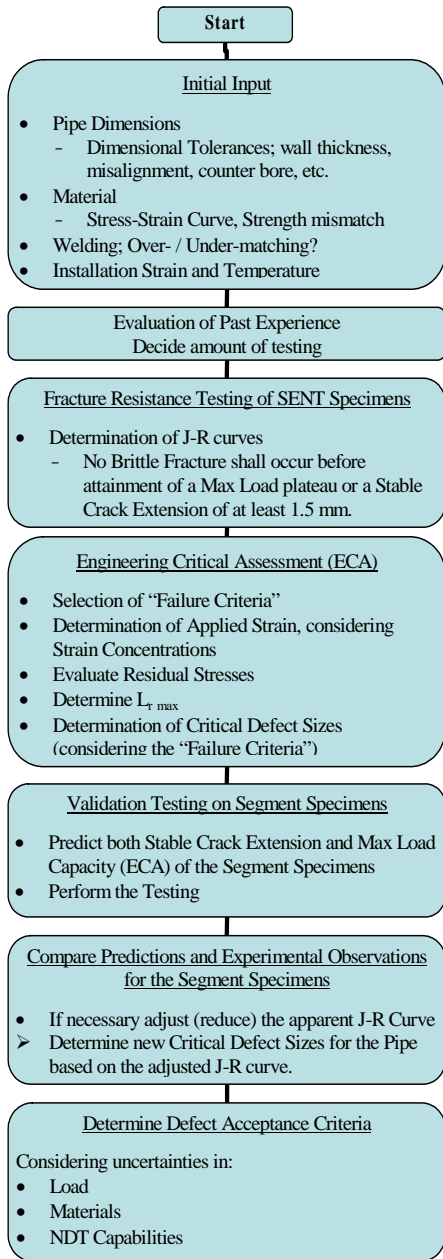 Start
Initial Input
• Pipe Dimensions
- Dimensional Tolerances; wall thickness,
misalignment, counter bore, etc.
• Material
- Stress-Strain Curve, Strength mismatch
• Welding; Over- / Under-matching?
• Installation Strain and Temperature
Evaluation of Past Experience
Decide amount of testing
Fracture Resistance Testing of SENT Specimens
• Determination of J-R curves
- No Brittle Fracture shall occur before
attainment of a Max Load plateau or a Stable
Crack Extension of at least 1.5 mm.
Engineering Critical Assessment (ECA)
• Selection of “Failure Criteria”
• Determination of Applied Strain, considering
Strain Concentrations
• Evaluate Residual Stresses
• Determine Lr max
• Determination of Critical Defect Sizes
(considering the “Failure Criteria”)
Validation Testing on Segment Specimens
• Predict both Stable Crack Extension and Max Load
Capacity (ECA) of the Segment Specimens
• Perform the Testing
Compare Predictions and Experimental Observations
for the Segment Specimens
• If necessary adjust (reduce) the apparent J-R Curve
➢ Determine new Critical Defect Sizes for the Pipe
based on the adjusted J-R curve.
Determine Defect Acceptance Criteria
Considering uncertainties in:
• Load
• Materials
• NDT Capabilities